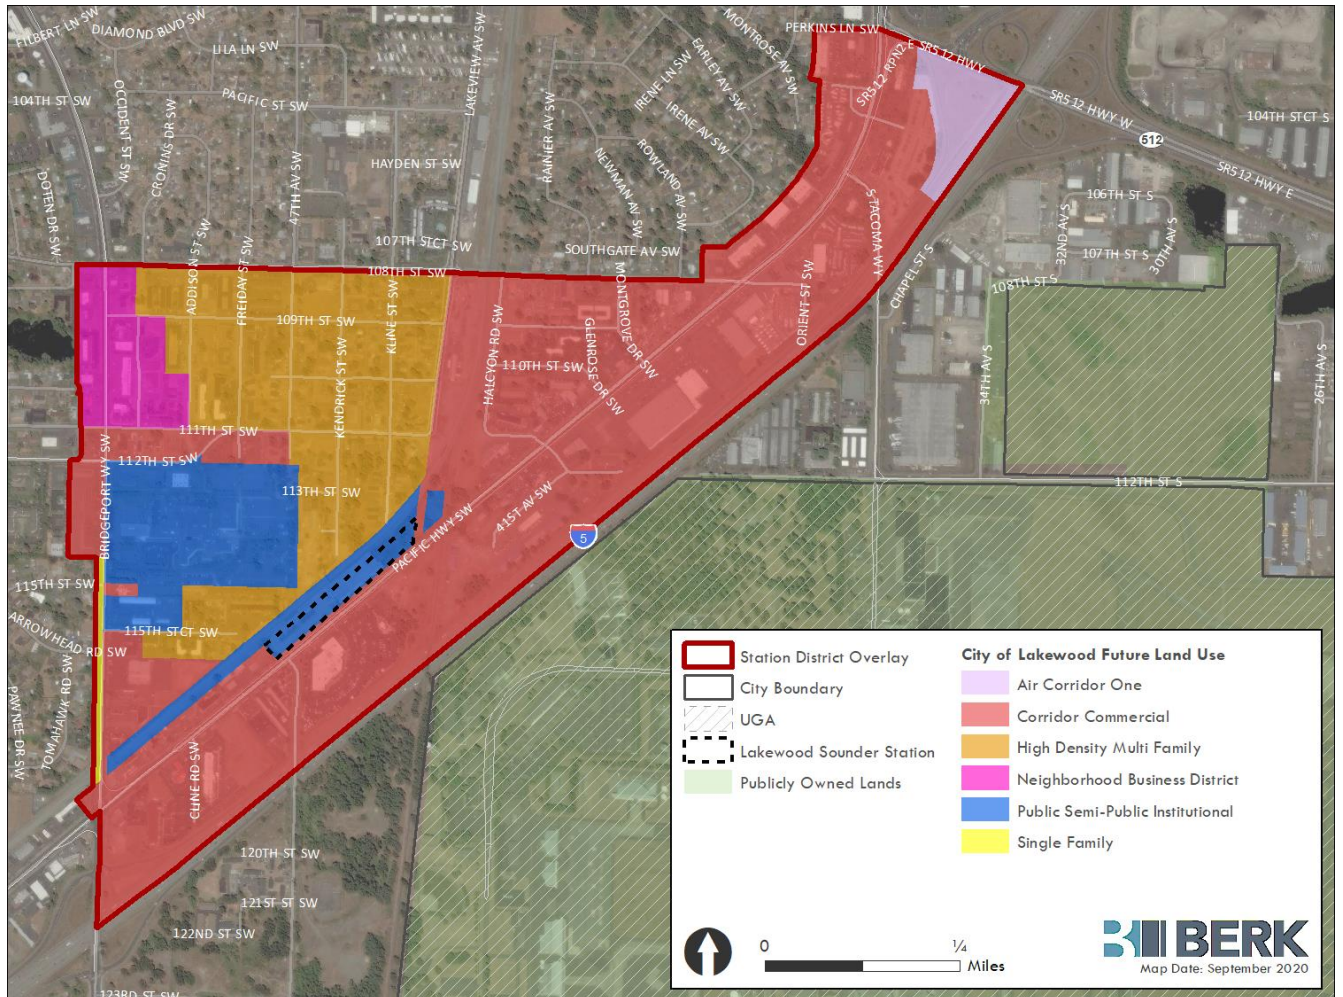 FILBERT LN SW
DIAMOND BLVD SW
LILA LN SW
LAKEVIEW AV SW
MONTROSE AV SW
PERKINS LN SW
EARLEY AV SW
IRENE LN SW
SR512 RPN2 E
SR512 HWY
104TH ST SW
OCCIDENT ST SW
PACIFIC ST SW
CRONINS DR SW
RAINIER AV SW
IRENE AV SW
SR512 HWY W
104TH STCT S
512
HAYDEN ST SW
ROWLAND AV SW
NEWMAN AV SW
SR512 HWY E
DOTEN DR SW
47TH AV SW
106TH ST S
S TACOMA WY
ADDISON ST SW
FREIDAY ST SW
107TH STCT SW
SOUTHGATE AV SW
32ND AV S
107TH ST S
30TH AV S
108TH ST SW
MONTGROVE DR SW
ORIENT ST SW
CHAPEL ST S
108TH ST S
109TH ST SW
KLINE ST SW
HALCYON RD SW
GLENROSE DR SW
110TH ST SW
KENDRICK ST SW
34TH AV S
26TH AV S
111TH ST SW
112TH ST SW
BRIDGEPORT WY SW
113TH ST SW
41ST AV SW
112TH ST S
PACIFIC HWY SW
5
115TH ST SW
ARROWHEAD RD SW
115TH STCT SW
PAWNEE DR SW
TOMAHAWK RD SW
CLINE RD SW
120TH ST SW
121ST ST SW
122ND ST SW
123RD ST SW
Station District Overlay
City Boundary
UGA
Lakewood Sounder Station
Publicly Owned Lands
City of Lakewood Future Land Use
Air Corridor One
Corridor Commercial
High Density Multi Family
Neighborhood Business District
Public Semi-Public Institutional
Single Family
0
¼
Miles
BERK
Map Date: September 2020